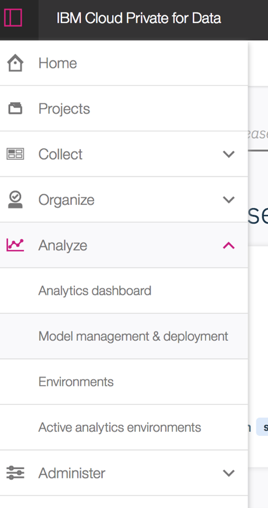 IBM Cloud Private for Data
Home
Projects
Collect
Organize
Analyze
Analytics dashboard
Model management & deployment
Environments
Active analytics environments
Administer